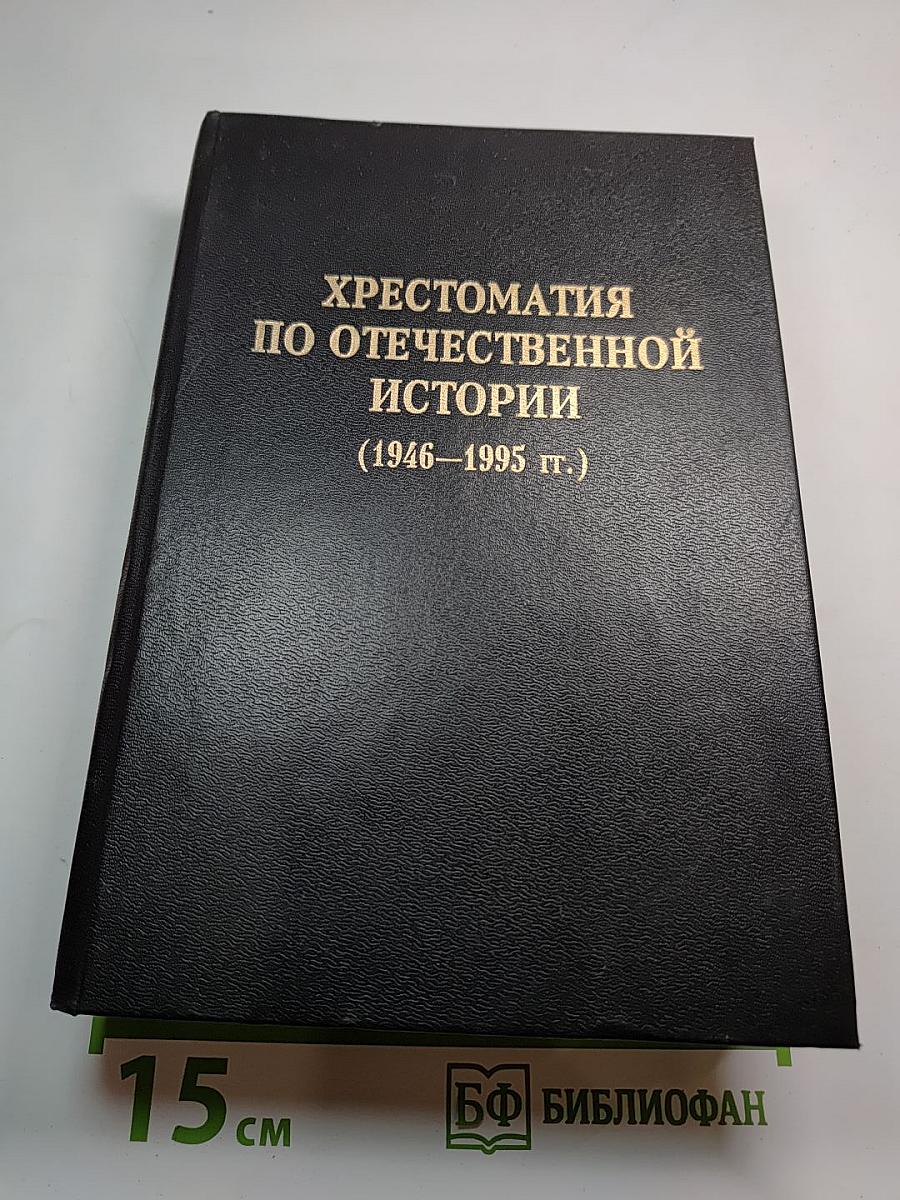 ХРЕСТОМАТИЯ
ПО ОТЕЧЕСТВЕННОЙ
ИСТОРИИ
(1946—1995 гг.)
15 см
БФ БИБЛИОФАН